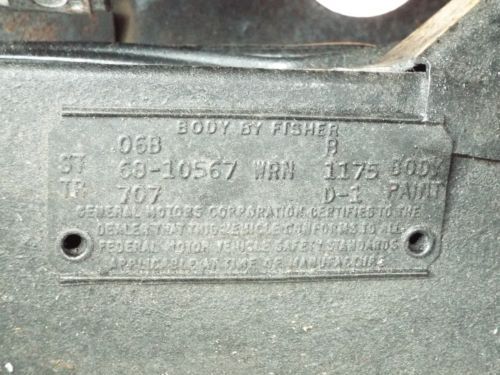 BODY BY FISHER
06B B
ST 68-10567 WRN 1175 BODY
TR 707 D-1 PAINT
GENERAL MOTORS CORPORATION CERTIFIES TO THE
DEALER THAT THIS VEHICLE CONFORMS TO ALL
FEDERAL MOTOR VEHICLE SAFETY STANDARDS
APPLICABLE AT TIME OF MANUFACTURE